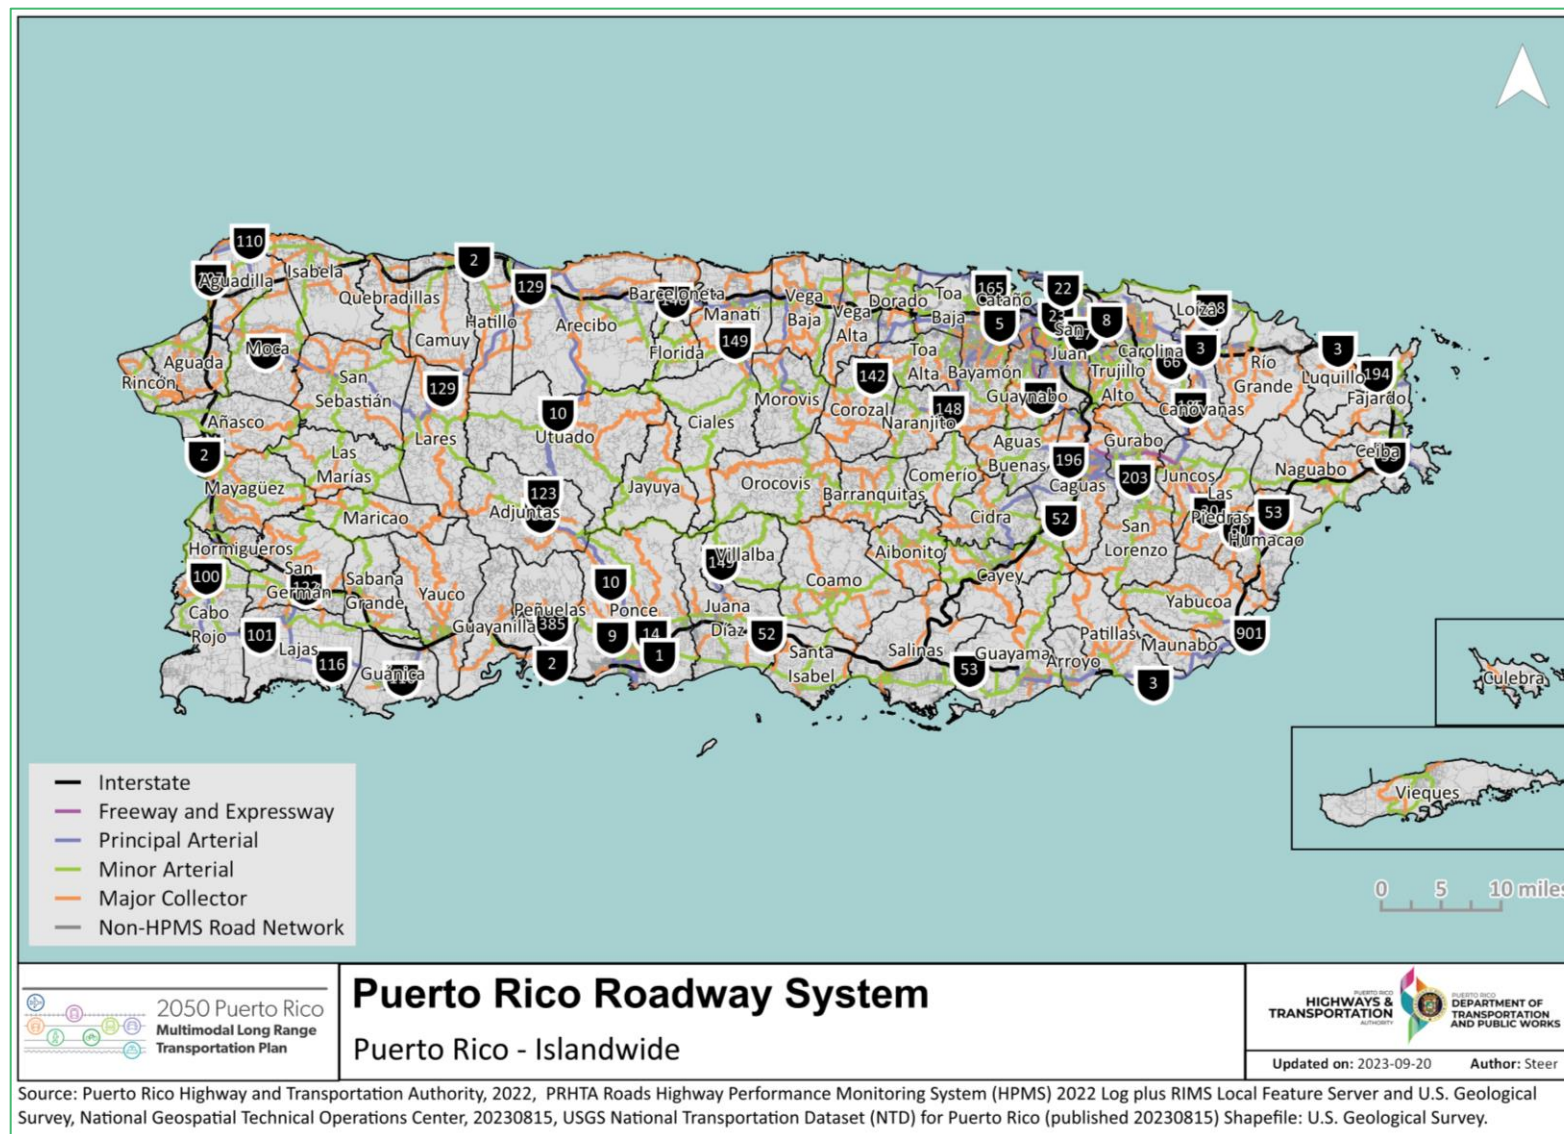 110
Aguadilla
Isabela
2
Quebradillas
129
Hatillo
Camuy
Arecibo
Barceloneta
Manatí
149
Florida
Vega
Baja
Vega
Alta
Dorado
Toa
Baja
165
Cataño
5
22
San
Juan
8
Loíza
Carolina
3
66
Río
Grande
3
Luquillo
194
Fajardo
Moca
Aguada
Rincón
San
Sebastián
129
Añasco
Lares
10
Utuado
Ciales
Morovis
142
Corozal
Toa
Alta
Bayamón
148
Naranjito
Guaynabo
Trujillo
Alto
Canóvanas
185
2
Las
Marías
Mayagüez
Maricao
123
Adjuntas
Jayuya
Orocovis
Barranquitas
Comerío
Aguas
Buenas
196
Caguas
Gurabo
203
Juncos
Las
Piedras
Naguabo
Ceiba
53
Humacao
60
30
Hormigueros
100
San
Germán
Sabana
Grande
Yauco
10
Villalba
149
Coamo
Aibonito
Cidra
52
San
Lorenzo
Cayey
Cabo
Rojo
101
Lajas
116
Guánica
Guayanilla
Peñuelas
385
2
Ponce
9
14
1
Juana
Díaz
52
Santa
Isabel
Salinas
53
Guayama
Arroyo
Patillas
Yabucoa
Maunabo
901
3
Culebra
Vieques
Interstate
Freeway and Expressway
Principal Arterial
Minor Arterial
Major Collector
Non-HPMS Road Network
0 5 10 miles
2050 Puerto Rico
Multimodal Long Range
Transportation Plan
Puerto Rico Roadway System
Puerto Rico - Islandwide
PUERTO RICO
HIGHWAYS &
TRANSPORTATION
AUTHORITY
PUERTO RICO
DEPARTMENT OF
TRANSPORTATION
AND PUBLIC WORKS
Updated on: 2023-09-20 Author: Steer
Source: Puerto Rico Highway and Transportation Authority, 2022, PRHTA Roads Highway Performance Monitoring System (HPMS) 2022 Log plus RIMS Local Feature Server and U.S. Geological
Survey, National Geospatial Technical Operations Center, 20230815, USGS National Transportation Dataset (NTD) for Puerto Rico (published 20230815) Shapefile: U.S. Geological Survey.